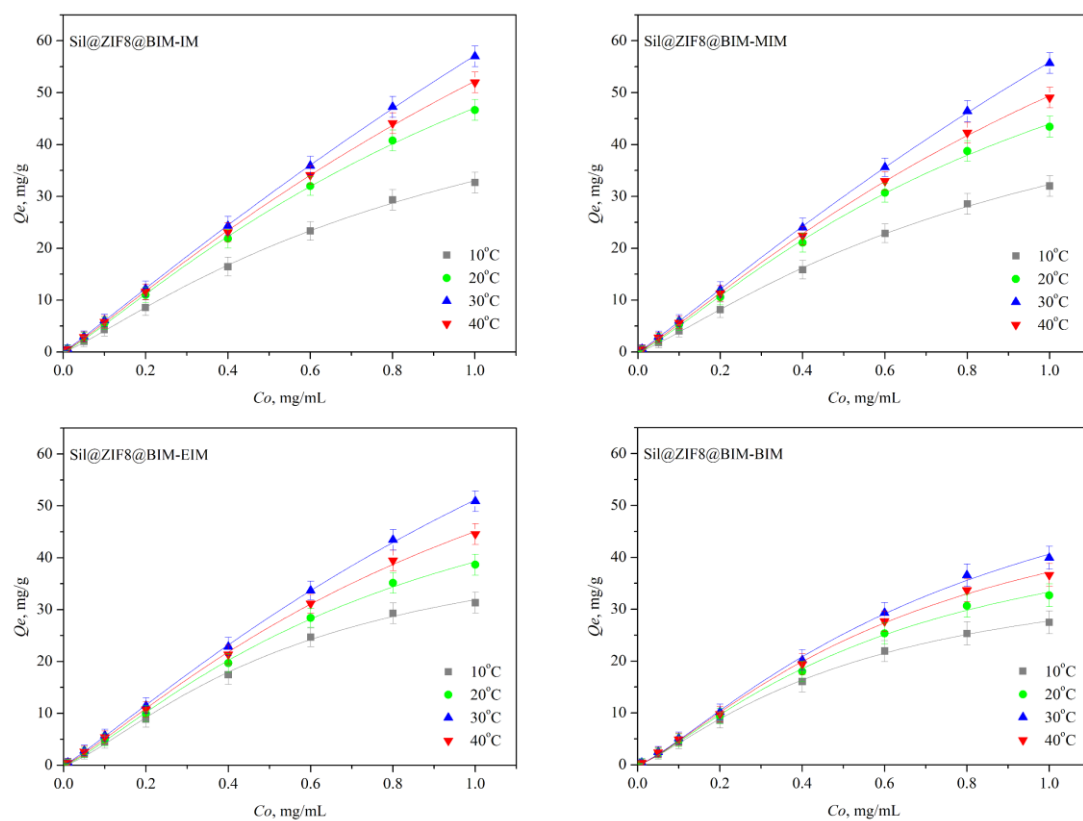 Sil@ZIF8@BIM-IM
Qe, mg/g
60
50
40
30
20
10
0
10°C
20°C
30°C
40°C
0.0 0.2 0.4 0.6 0.8 1.0
Co, mg/mL
Sil@ZIF8@BIM-MIM
Qe, mg/g
60
50
40
30
20
10
0
10°C
20°C
30°C
40°C
0.0 0.2 0.4 0.6 0.8 1.0
Co, mg/mL
Sil@ZIF8@BIM-EIM
Qe, mg/g
60
50
40
30
20
10
0
10°C
20°C
30°C
40°C
0.0 0.2 0.4 0.6 0.8 1.0
Co, mg/mL
Sil@ZIF8@BIM-BIM
Qe, mg/g
60
50
40
30
20
10
0
10°C
20°C
30°C
40°C
0.0 0.2 0.4 0.6 0.8 1.0
Co, mg/mL